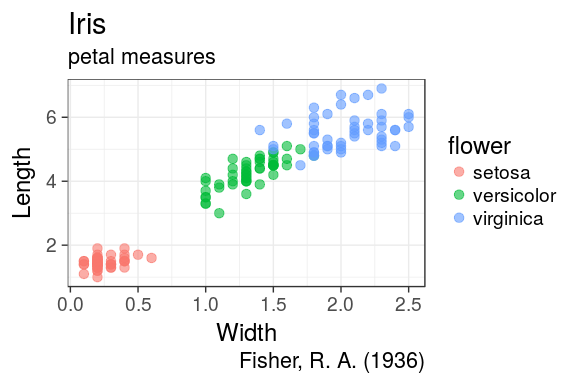 Iris
petal measures
Length
6
4
2
0.0 0.5 1.0 1.5 2.0 2.5
Width
Fisher, R. A. (1936)
flower
setosa
versicolor
virginica